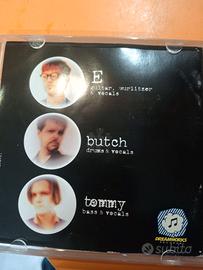 E
guitar, wurlitzer
& vocals
butch
drums & vocals
tommy
bass & vocals
DREAMWORKS
subito